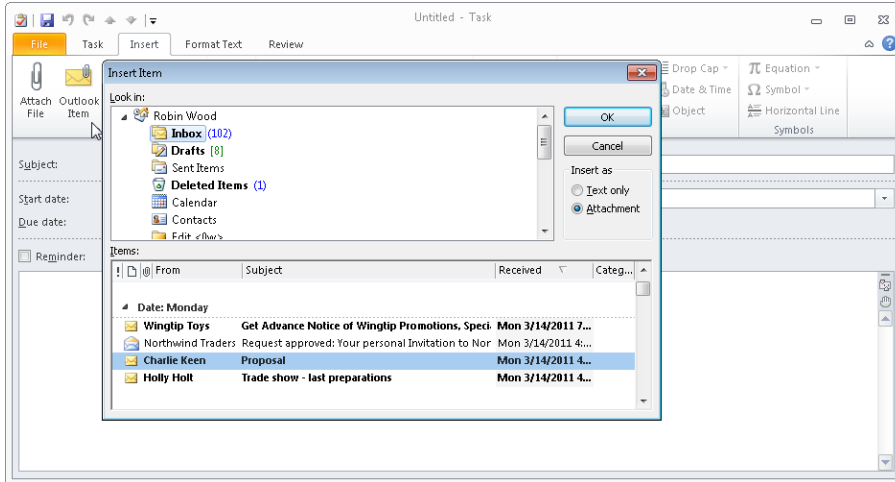 Untitled - Task
File Task Insert Format Text Review
Insert Item
Attach File
Outlook Item
Drop Cap
Date & Time
Object
Equation
Symbol
Horizontal Line
Symbols
Look in:
Robin Wood
Inbox (102)
Drafts [8]
Sent Items
Deleted Items (1)
Calendar
Contacts
OK
Cancel
Insert as
Text only
Attachment
Subject:
Start date:
Due date:
Reminder:
Items:
! From Subject Received Categ...
Date: Monday
Wingtip Toys Get Advance Notice of Wingtip Promotions, Speci Mon 3/14/2011 7...
Northwind Traders Request approved: Your personal Invitation to Nor Mon 3/14/2011 4:...
Charlie Keen Proposal Mon 3/14/2011 4...
Holly Holt Trade show - last preparations Mon 3/14/2011 4...